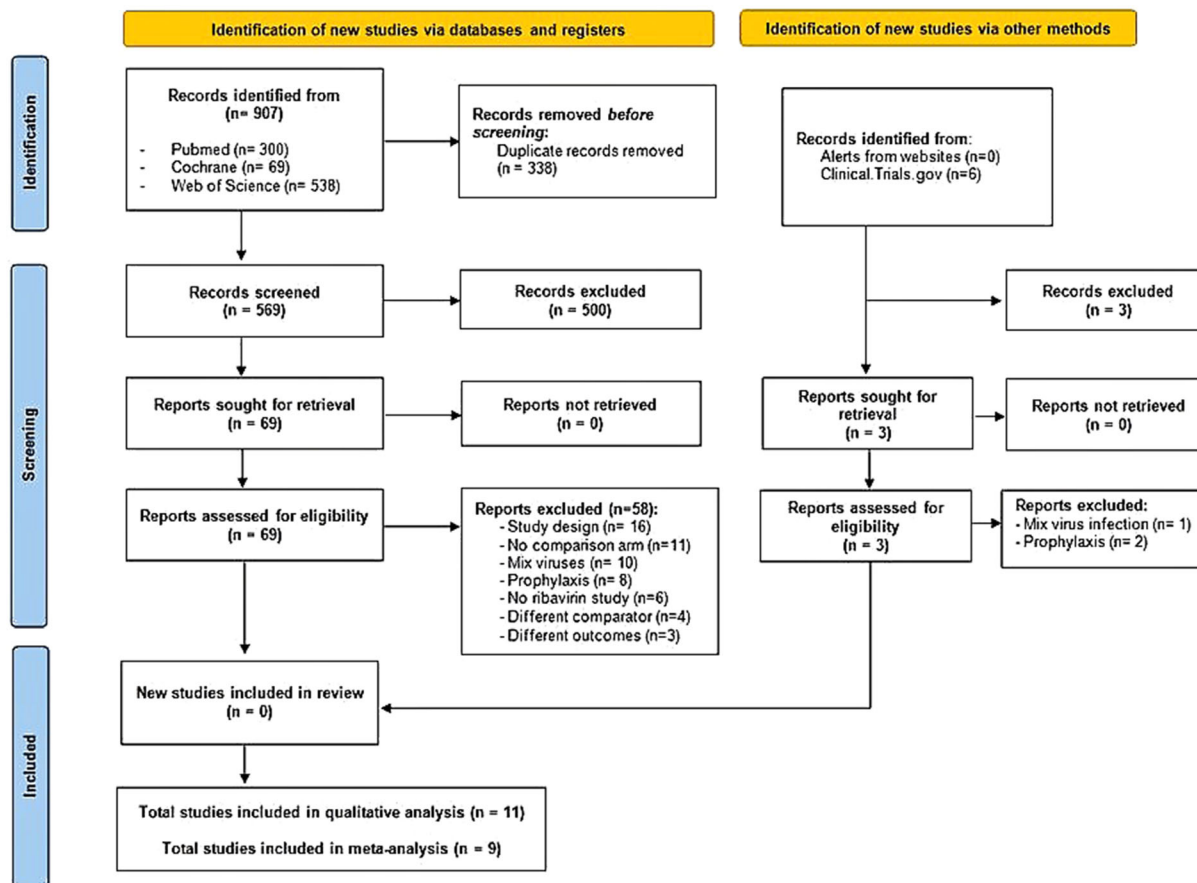 Identification of new studies via databases and registers
Identification of new studies via other methods
Identification
Records identified from
(n= 907)
- Pubmed (n= 300)
- Cochrane (n= 69)
- Web of Science (n= 538)
Records removed before
screening:
Duplicate records removed
(n = 338)
Records identified from:
Alerts from websites (n=0)
Clinical.Trials.gov (n=6)
Screening
Records screened
(n = 569)
Records excluded
(n = 500)
Records excluded
(n = 3)
Reports sought for retrieval
(n = 69)
Reports not retrieved
(n = 0)
Reports sought for
retrieval
(n = 3)
Reports not retrieved
(n = 0)
Reports assessed for eligibility
(n = 69)
Reports excluded (n=58):
- Study design (n= 16)
- No comparison arm (n=11)
- Mix viruses (n= 10)
- Prophylaxis (n= 8)
- No ribavirin study (n=6)
- Different comparator (n=4)
- Different outcomes (n=3)
Reports assessed for
eligibility
(n = 3)
Reports excluded:
- Mix virus infection (n= 1)
- Prophylaxis (n= 2)
Included
New studies included in review
(n = 0)
Total studies included in qualitative analysis (n = 11)
Total studies included in meta-analysis (n = 9)